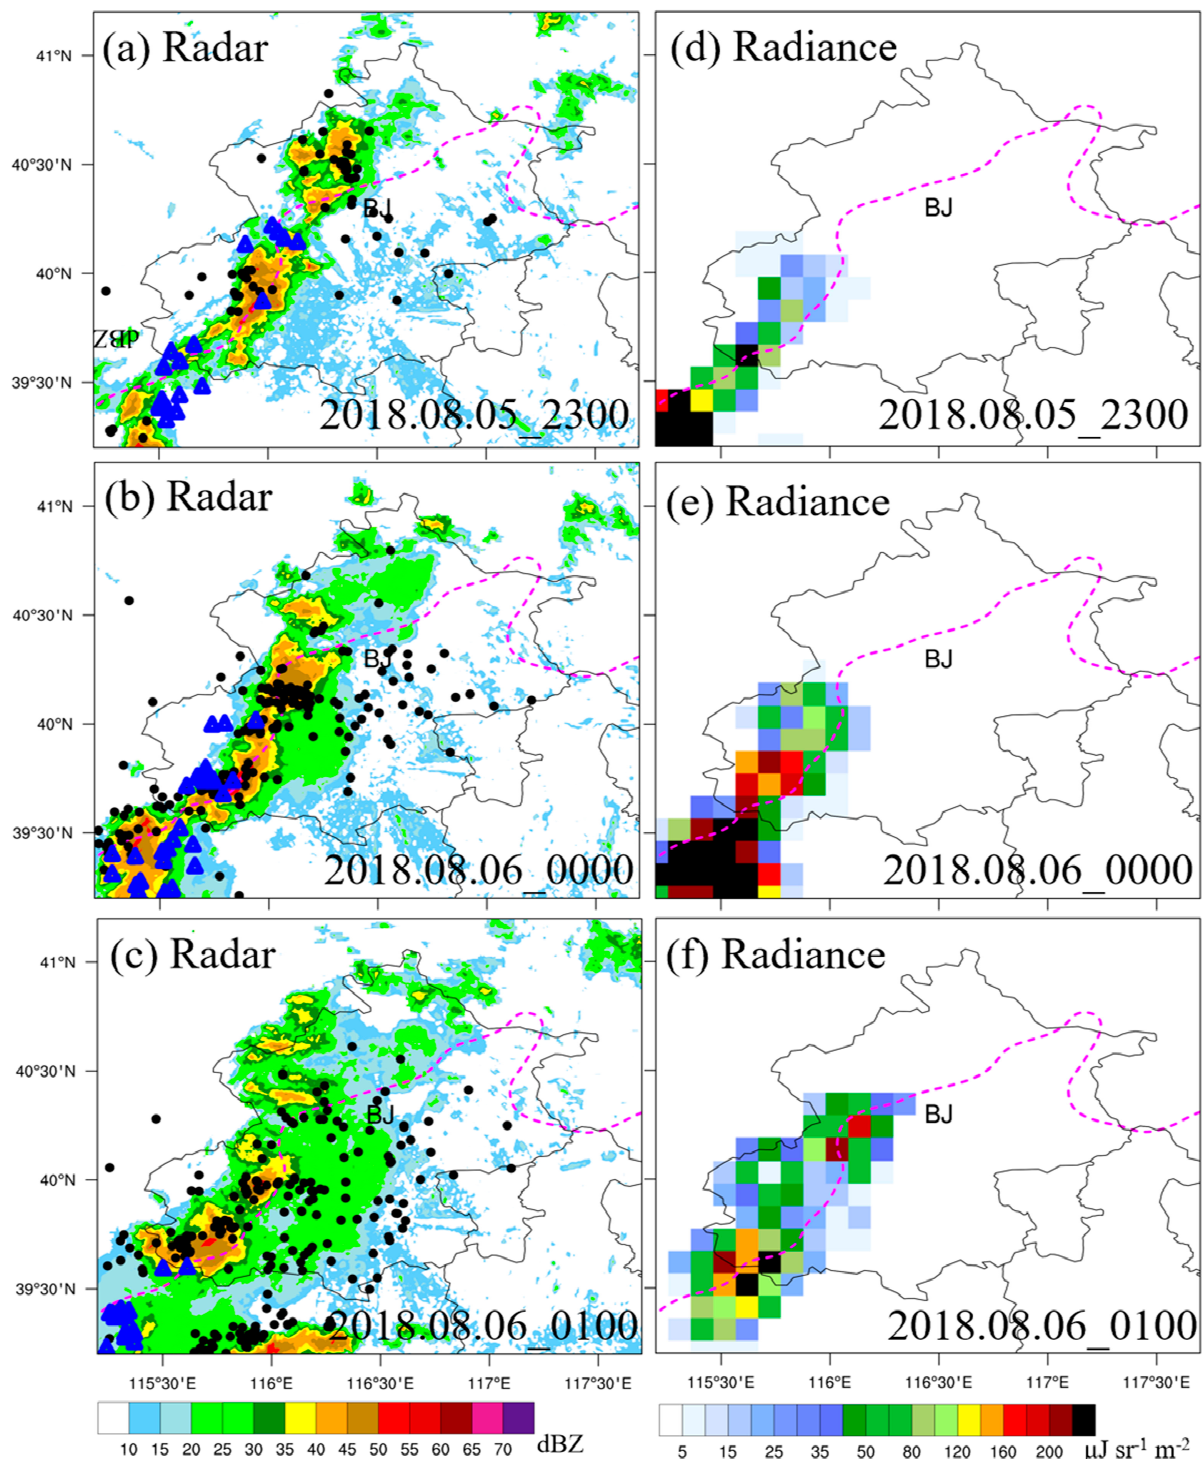 (a) Radar
41°N
40°30'N
BJ
40°N
dBZ
39°30'N
2018.08.05_2300
(d) Radiance
BJ
2018.08.05_2300
(b) Radar
41°N
40°30'N
BJ
40°N
39°30'N
2018.08.06_0000
(e) Radiance
BJ
2018.08.06_0000
(c) Radar
41°N
40°30'N
BJ
40°N
39°30'N
2018.08.06_0100
115°30'E 116°E 116°30'E 117°E 117°30'E
(f) Radiance
BJ
2018.08.06_0100
115°30'E 116°E 116°30'E 117°E 117°30'E
10 15 20 25 30 35 40 45 50 55 60 65 70 dBZ
5 15 25 35 50 80 120 160 200 μJ sr⁻¹ m⁻²